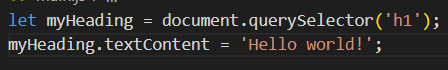 let myHeading = document.querySelector('h1');
myHeading.textContent = 'Hello world!';